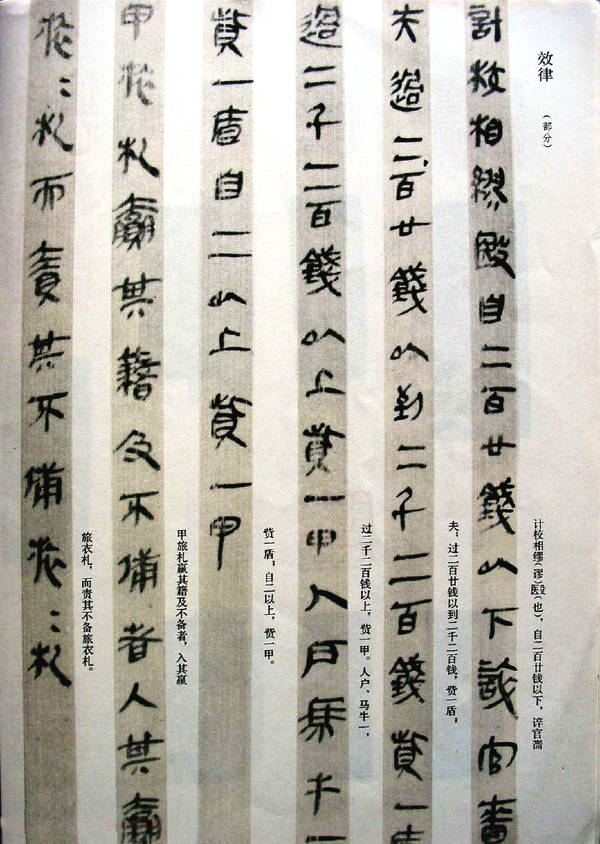 效律
(部分)
計校相繆殹自二百廿錢以下誶官嗇
计校相缪(谬)殹(也),自二百廿钱以下,谇官啬
夫過二百廿錢以到二千二百錢貲一盾
夫;过二百廿钱以到二千二百钱,赀一盾;
過二千二百錢以上貲一甲人戶馬牛一
过二千二百钱以上,赀一甲。人户、马牛一,
貲一盾自二以上貲一甲
赀一盾;自二以上,赀一甲。
甲旅札贏其籍及不備者入其贏
甲旅札赢其籍及不备者,入其赢
旅=札而責其不備旅=札
旅衣札,而责其不备旅衣札。